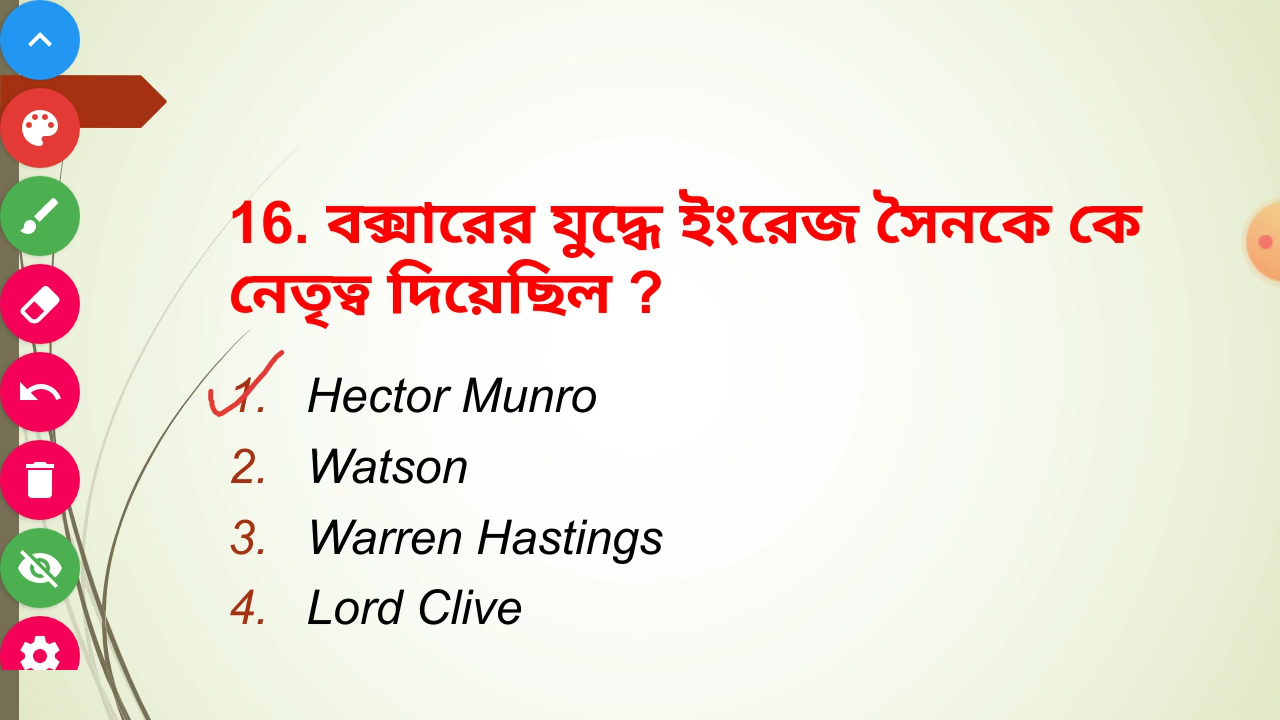 16. বক্সারের যুদ্ধে ইংরেজ সৈনকে কে
নেতৃত্ব দিয়েছিল ?
1. Hector Munro
2. Watson
3. Warren Hastings
4. Lord Clive